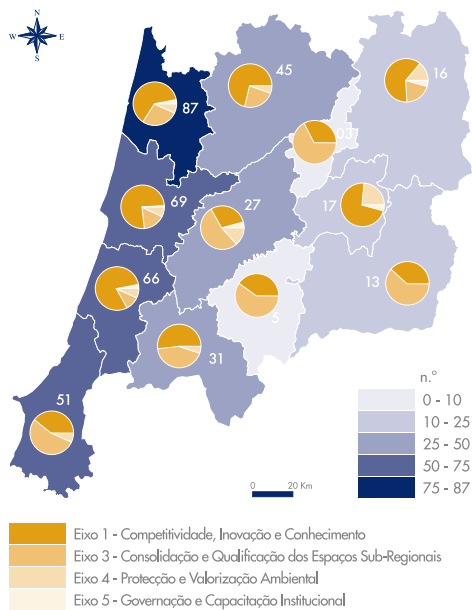 N
W E
S
45
16
87
03
69
27
17
66
13
5
31
51
n.º
0 - 10
10 - 25
25 - 50
50 - 75
75 - 87
0 20 Km
Eixo 1 - Competitividade, Inovação e Conhecimento
Eixo 3 - Consolidação e Qualificação dos Espaços Sub-Regionais
Eixo 4 - Protecção e Valorização Ambiental
Eixo 5 - Governação e Capacitação Institucional